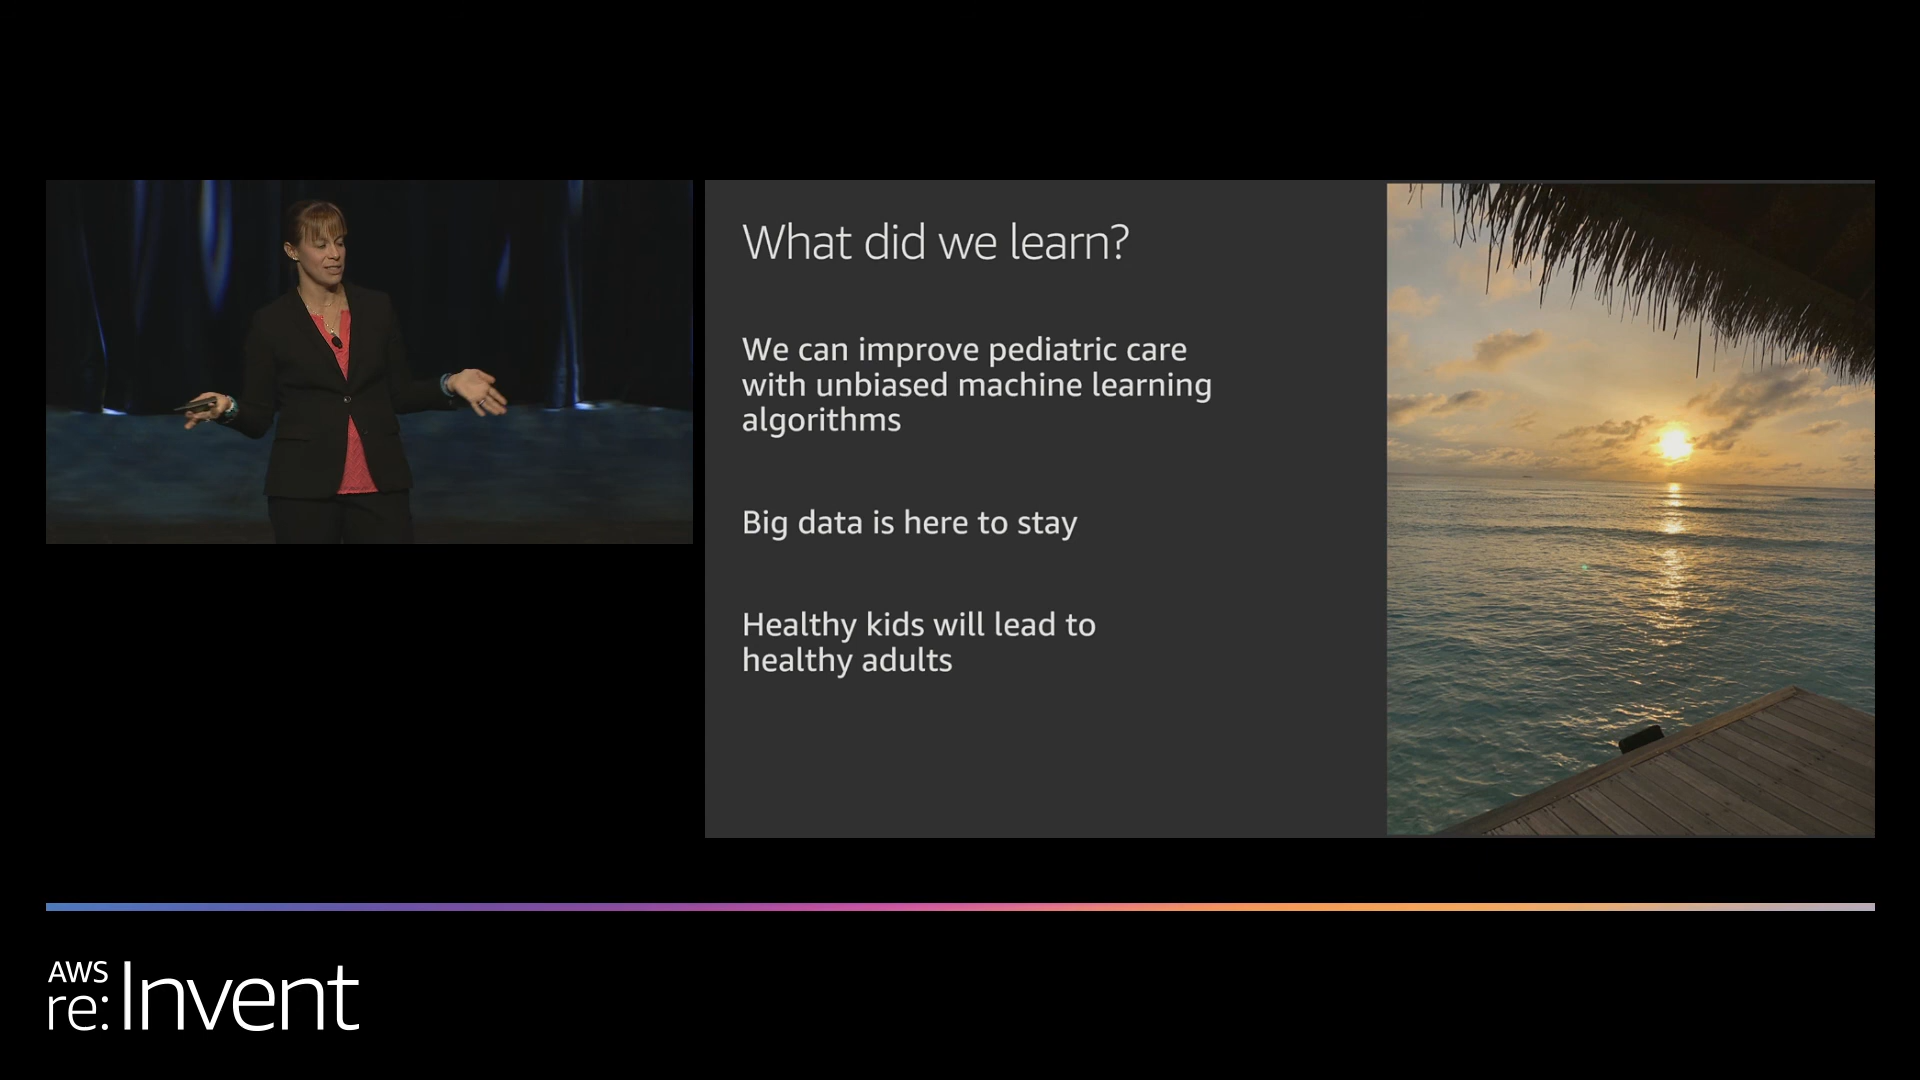 What did we learn?
We can improve pediatric care
with unbiased machine learning
algorithms
Big data is here to stay
Healthy kids will lead to
healthy adults
AWS
re:Invent